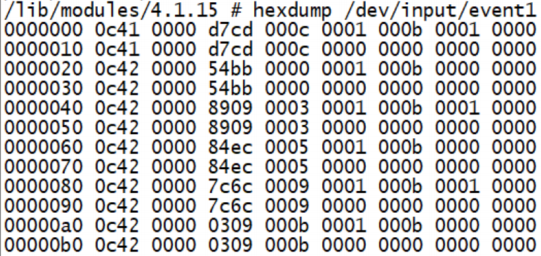 /lib/modules/4.1.15 # hexdump /dev/input/event1
0000000 0c41 0000 d7cd 000c 0001 000b 0001 0000
0000010 0c41 0000 d7cd 000c 0000 0000 0000 0000
0000020 0c42 0000 54bb 0000 0001 000b 0000 0000
0000030 0c42 0000 54bb 0000 0000 0000 0000 0000
0000040 0c42 0000 8909 0003 0001 000b 0001 0000
0000050 0c42 0000 8909 0003 0000 0000 0000 0000
0000060 0c42 0000 84ec 0005 0001 000b 0000 0000
0000070 0c42 0000 84ec 0005 0000 0000 0000 0000
0000080 0c42 0000 7c6c 0009 0001 000b 0001 0000
0000090 0c42 0000 7c6c 0009 0000 0000 0000 0000
00000a0 0c42 0000 0309 000b 0001 000b 0000 0000
00000b0 0c42 0000 0309 000b 0000 0000 0000 0000